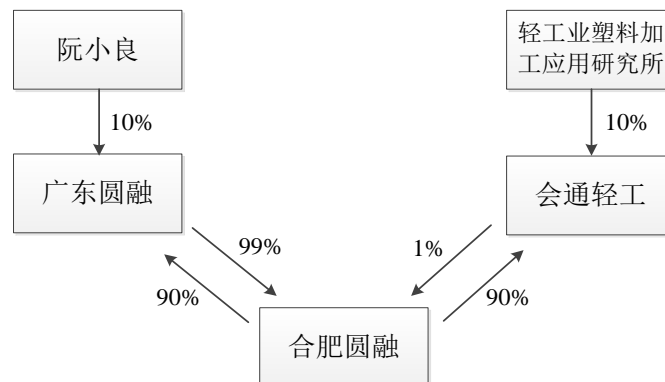 阮小良
轻工业塑料加
工应用研究所
10%
10%
广东圆融
会通轻工
99%
1%
90%
90%
合肥圆融